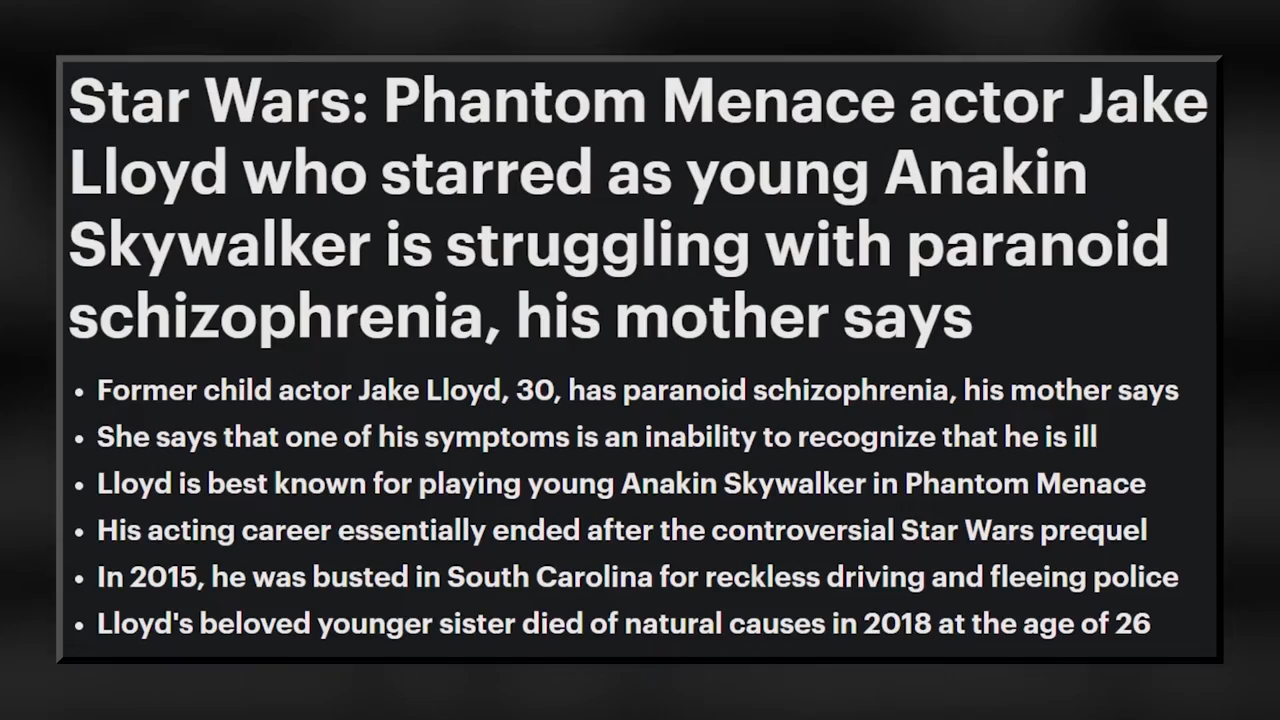 Star Wars: Phantom Menace actor Jake
Lloyd who starred as young Anakin
Skywalker is struggling with paranoid
schizophrenia, his mother says
• Former child actor Jake Lloyd, 30, has paranoid schizophrenia, his mother says
• She says that one of his symptoms is an inability to recognize that he is ill
• Lloyd is best known for playing young Anakin Skywalker in Phantom Menace
• His acting career essentially ended after the controversial Star Wars prequel
• In 2015, he was busted in South Carolina for reckless driving and fleeing police
• Lloyd's beloved younger sister died of natural causes in 2018 at the age of 26